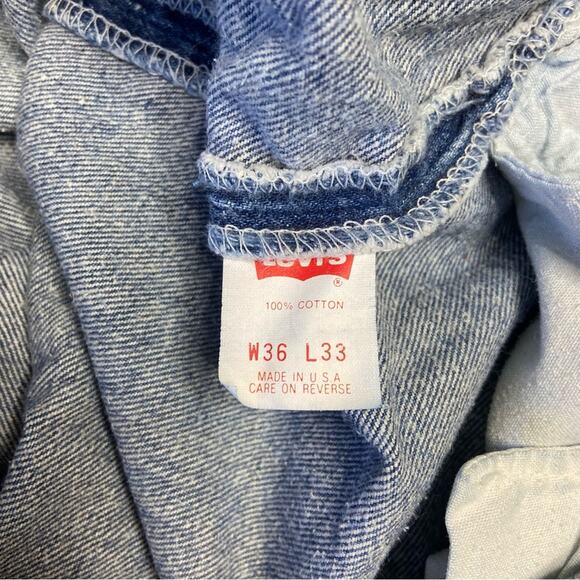 Levi's
®
100% COTTON
W36 L33
MADE IN U S A
CARE ON REVERSE